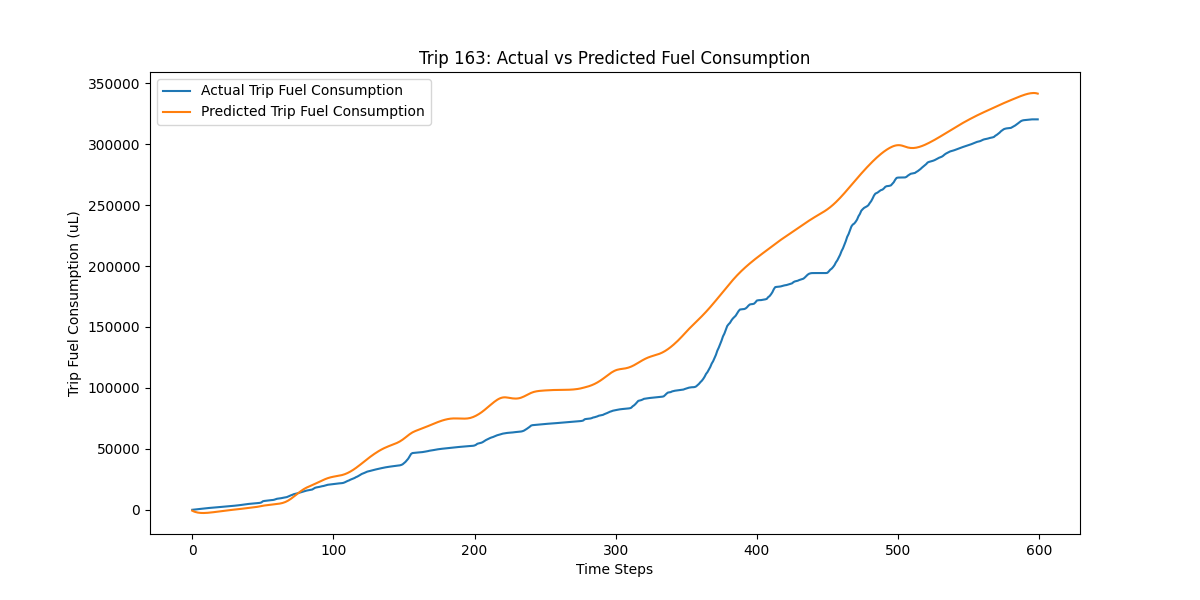 Trip 163: Actual vs Predicted Fuel Consumption
Actual Trip Fuel Consumption
Predicted Trip Fuel Consumption
Trip Fuel Consumption (uL)
350000
300000
250000
200000
150000
100000
50000
0
0 100 200 300 400 500 600
Time Steps